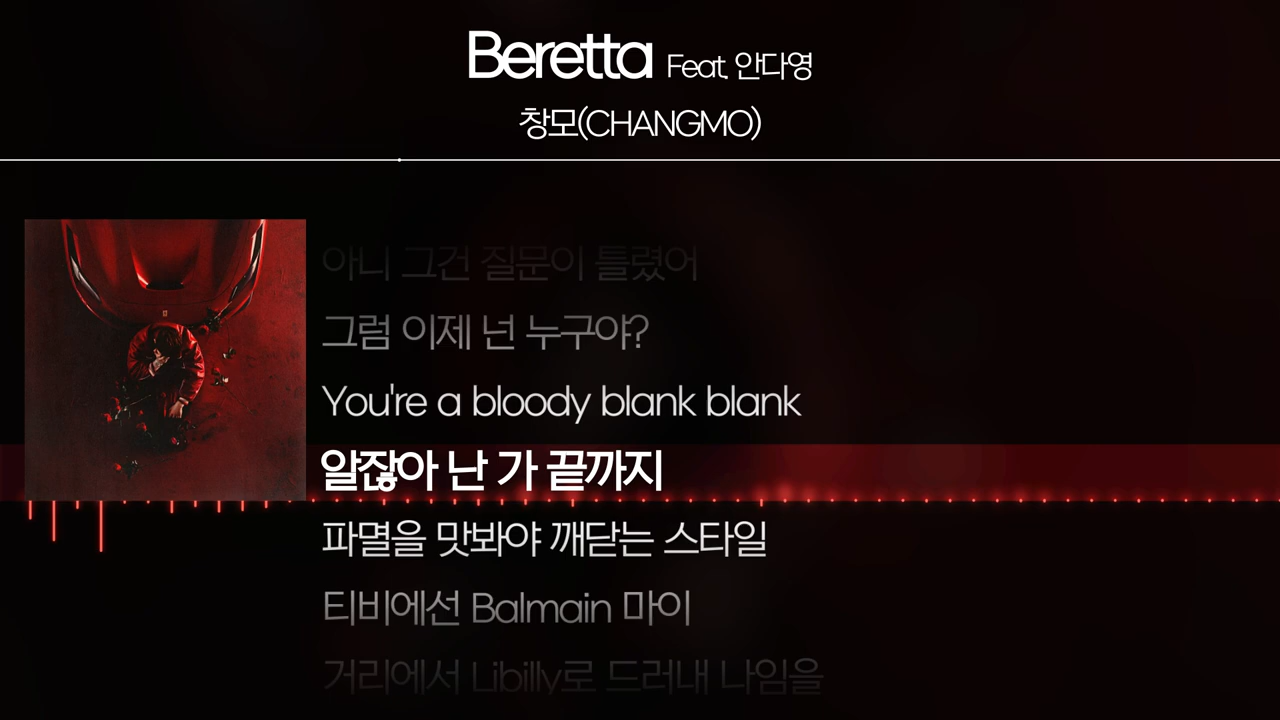 Beretta Feat. 안다영
창모(CHANGMO)
아니 그건 질문이 틀렸어
그럼 이제 넌 누구야?
You're a bloody blank blank
알잖아 난 가 끝까지
파멸을 맛봐야 깨닫는 스타일
티비에선 Balmain 마이
거리에서 Libilly로 드러내 나임을